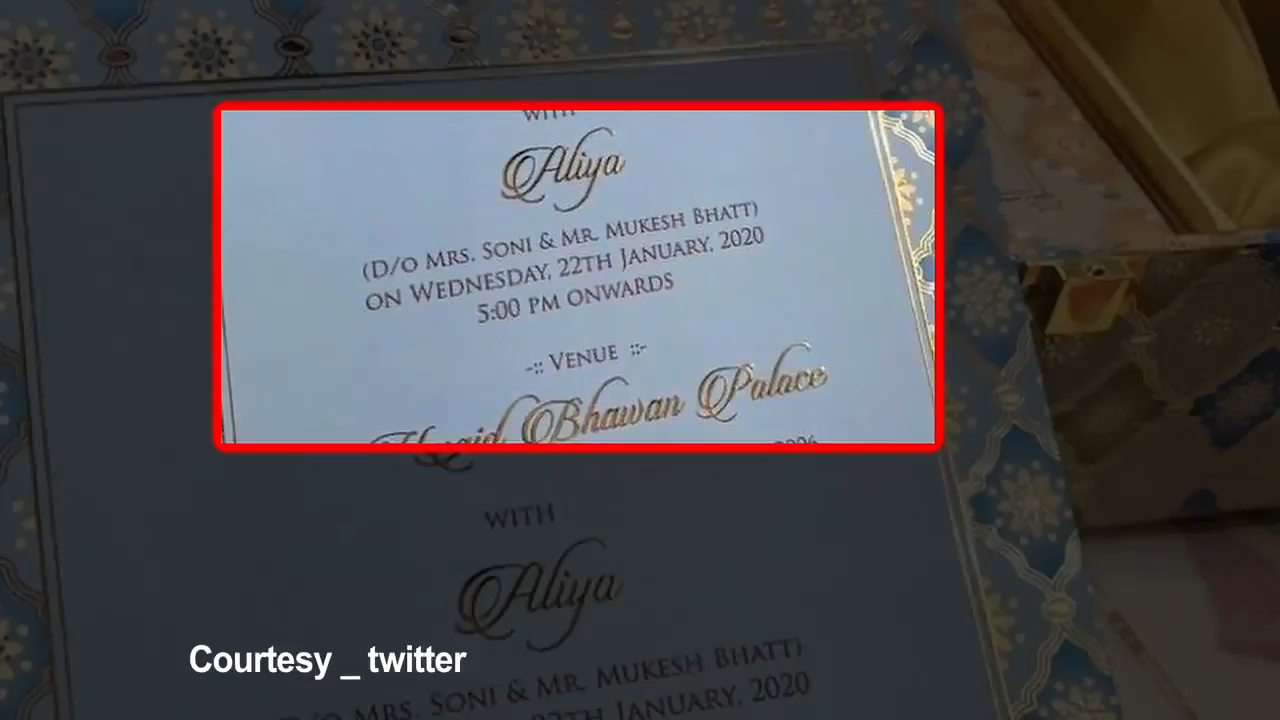 WITH
Aliya
(D/O MRS. SONI & MR. MUKESH BHATT)
ON WEDNESDAY, 22TH JANUARY, 2020
5:00 PM ONWARDS
-:: VENUE ::-
Bhawan Palace
WITH
Aliya
D/O MRS. SONI & MR. MUKESH BHATT)
22TH JANUARY, 2020
Courtesy _ twitter